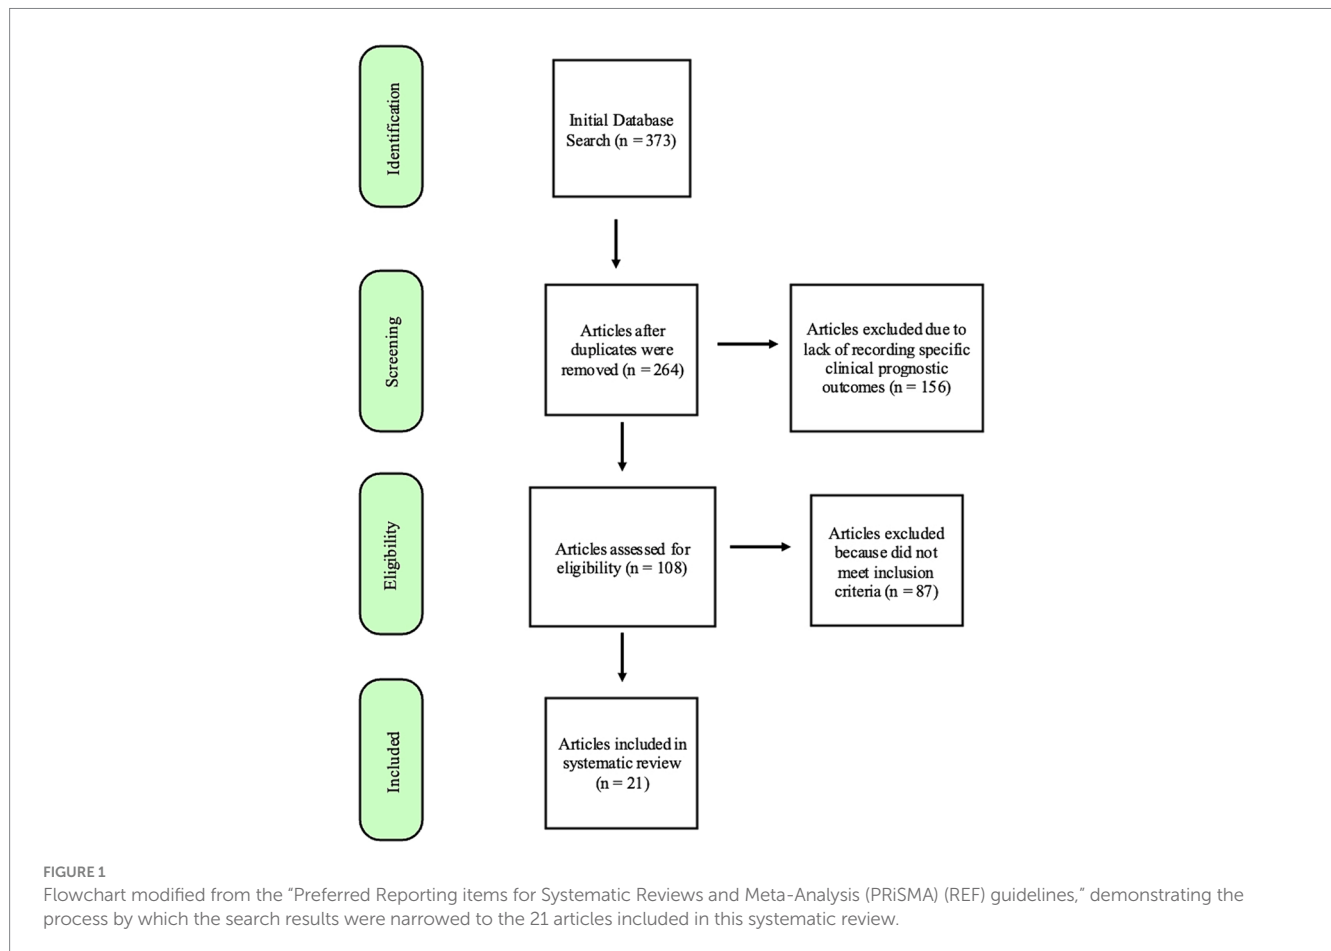 Identification
Initial Database
Search (n = 373)
Screening
Articles after
duplicates were
removed (n = 264)
Articles excluded due to
lack of recording specific
clinical prognostic
outcomes (n = 156)
Eligibility
Articles assessed for
eligibility (n = 108)
Articles excluded
because did not
meet inclusion
criteria (n = 87)
Included
Articles included in
systematic review
(n = 21)
FIGURE 1
Flowchart modified from the “Preferred Reporting items for Systematic Reviews and Meta-Analysis (PRiSMA) (REF) guidelines,” demonstrating the
process by which the search results were narrowed to the 21 articles included in this systematic review.